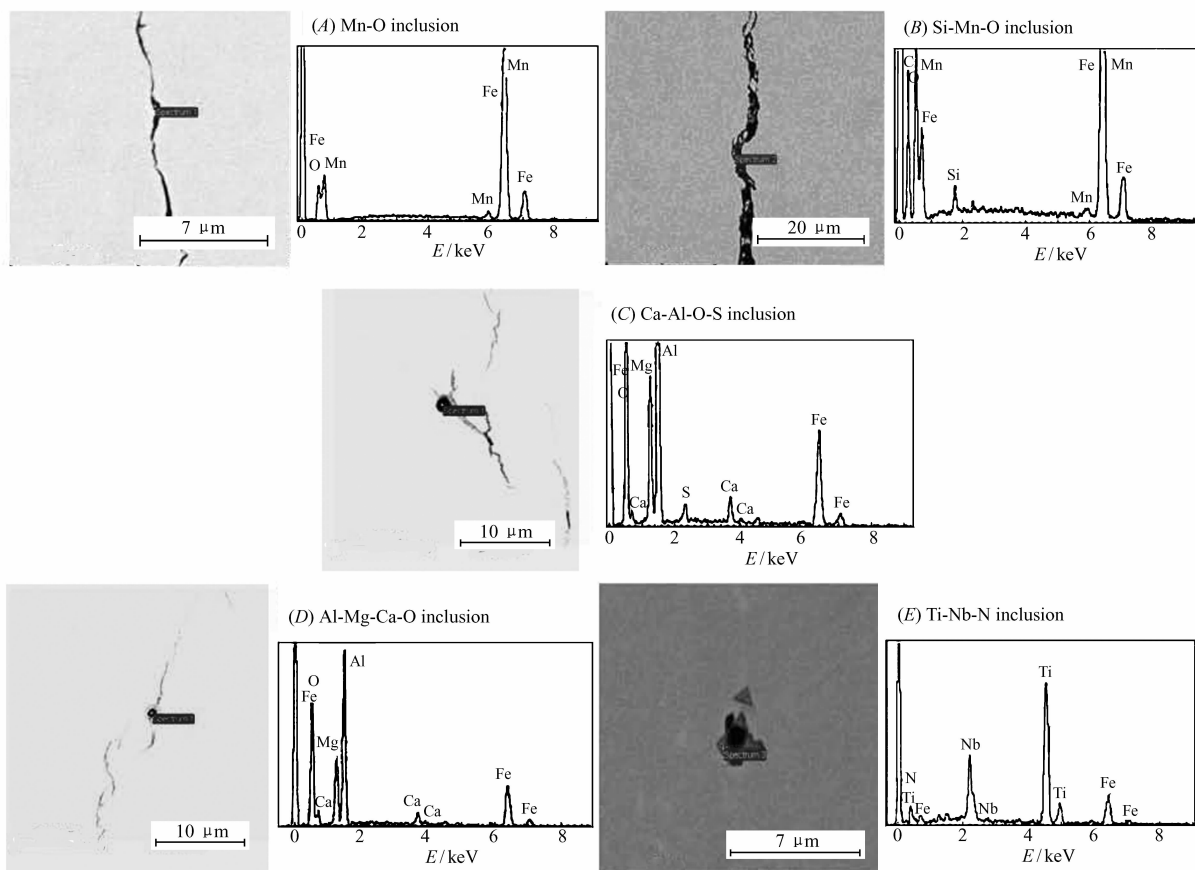 (A) Mn-O inclusion
Mn
Fe
Fe
O Mn
Mn
Fe
Spectrum 1
7 μm
0 2 4 6 8
E/keV
(B) Si-Mn-O inclusion
C
O
Mn
Fe
Si
Fe Mn
Fe
Mn
20 μm
0 2 4 6 8
E/keV
(C) Ca-Al-O-S inclusion
Al
Fe Mg
O
Ca
S
Ca
Ca
Fe
Fe
10 μm
0 2 4 6 8
E/keV
(D) Al-Mg-Ca-O inclusion
Al
O
Fe
Mg
Ca
Ca
Ca
Fe
Fe
Spectrum 1
10 μm
0 2 4 6 8
E/keV
(E) Ti-Nb-N inclusion
Ti
Nb
N
Ti
Fe
Nb
Ti
Fe
Fe
7 μm
0 2 4 6 8
E/keV